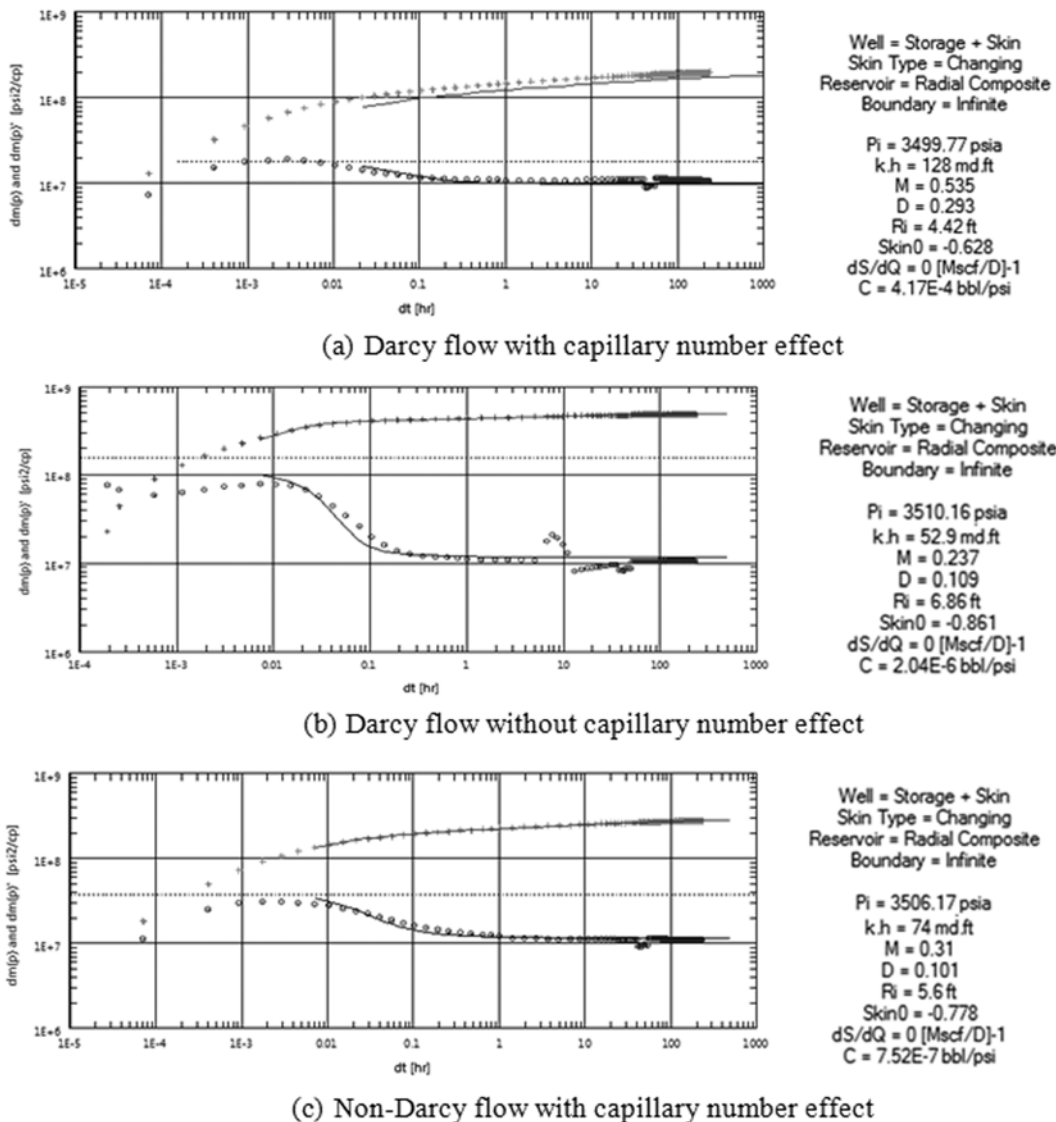 1E+9
1E+8
1E+7
1E+6
dm(p) and dm(p)' [psi2/cp]
1E-5 1E-4 1E-3 0.01 0.1 1 10 100 1000
dt [hr]
Well = Storage + Skin
Skin Type = Changing
Reservoir = Radial Composite
Boundary = Infinite
Pi = 3499.77 psia
k.h = 128 md.ft
M = 0.535
D = 0.293
Ri = 4.42 ft
Skin0 = -0.628
dS/dQ = 0 [Mscf/D]-1
C = 4.17E-4 bbl/psi
(a) Darcy flow with capillary number effect
1E+9
1E+8
1E+7
1E+6
dm(p) and dm(p)' [psi2/cp]
1E-4 1E-3 0.01 0.1 1 10 100 1000
dt [hr]
Well = Storage + Skin
Skin Type = Changing
Reservoir = Radial Composite
Boundary = Infinite
Pi = 3510.16 psia
k.h = 52.9 md.ft
M = 0.237
D = 0.109
Ri = 6.86 ft
Skin0 = -0.861
dS/dQ = 0 [Mscf/D]-1
C = 2.04E-6 bbl/psi
(b) Darcy flow without capillary number effect
1E+9
1E+8
1E+7
1E+6
dm(p) and dm(p)' [psi2/cp]
1E-5 1E-4 1E-3 0.01 0.1 1 10 100 1000
dt [hr]
Well = Storage + Skin
Skin Type = Changing
Reservoir = Radial Composite
Boundary = Infinite
Pi = 3506.17 psia
k.h = 74 md.ft
M = 0.31
D = 0.101
Ri = 5.6 ft
Skin0 = -0.778
dS/dQ = 0 [Mscf/D]-1
C = 7.52E-7 bbl/psi
(c) Non-Darcy flow with capillary number effect